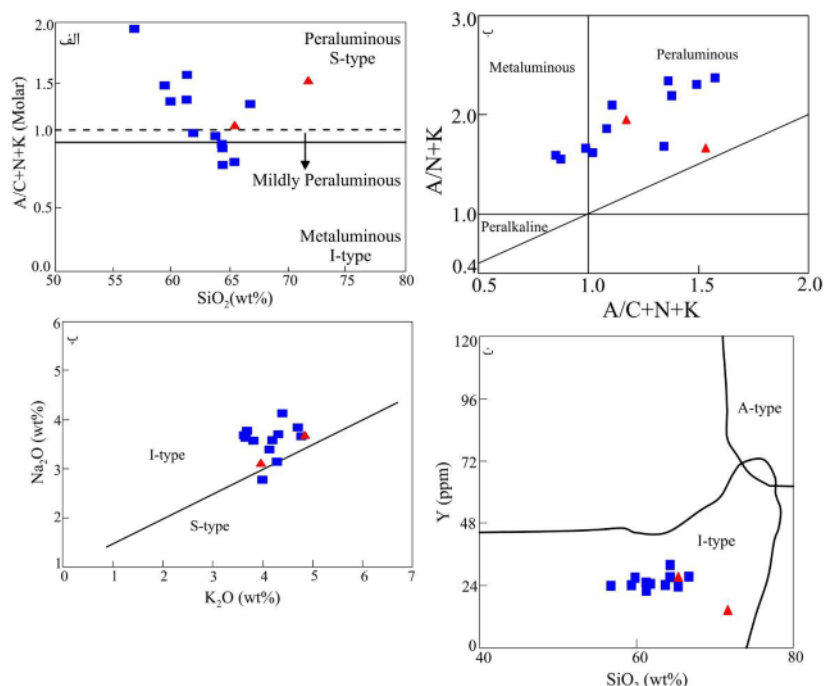 الف
2.0
1.5
1.0
0.5
0.0
A/C+N+K (Molar)
Peraluminous
S-type
Mildly Peraluminous
Metaluminous
I-type
50 55 60 65 70 75 80
SiO2(wt%)
ب
3.0
2.0
1.0
0.4
A/N+K
Metaluminous
Peraluminous
Peralkaline
0.5 1.0 1.5 2.0
A/C+N+K
پ
6
5
4
3
2
1
Na2O (wt%)
I-type
S-type
0 1 2 3 4 5 6 7
K2O (wt%)
ت
120
96
72
48
24
0
Y (ppm)
A-type
I-type
40 60 80
SiO2 (wt%)